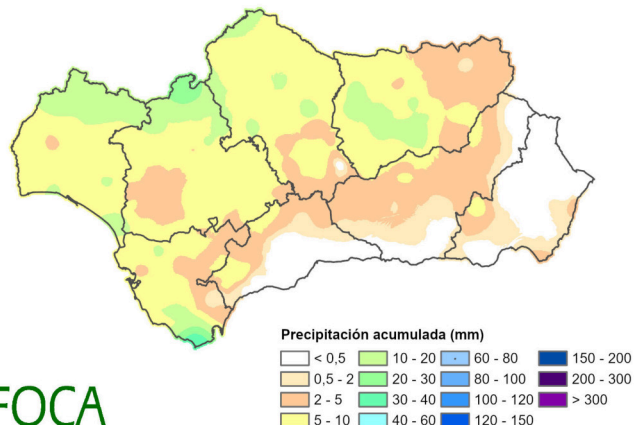 Precipitación acumulada (mm)
< 0,5 10 - 20 60 - 80 150 - 200
0,5 - 2 20 - 30 80 - 100 200 - 300
2 - 5 30 - 40 100 - 120 > 300
5 - 10 40 - 60 120 - 150
FOCA